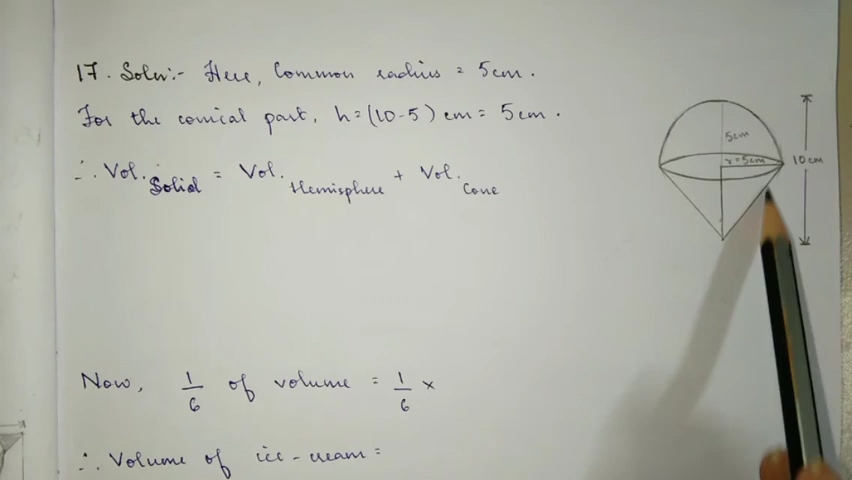 17. Soln:- Here, Common radius = 5cm.
For the conical part, h = (10-5) cm = 5cm.
∴ Vol. Solid = Vol. Hemisphere + Vol. Cone
5cm
r=5cm
10cm
Now, 1/6 of volume = 1/6 ×
∴ Volume of ice-cream =